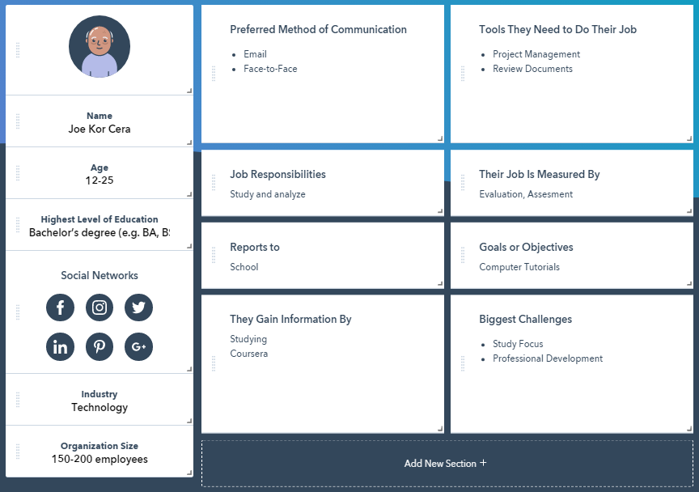 Name
Joe Kor Cera
Age
12-25
Highest Level of Education
Bachelor's degree (e.g. BA, BS
Social Networks
Industry
Technology
Organization Size
150-200 employees
Preferred Method of Communication
Email
Face-to-Face
Tools They Need to Do Their Job
Project Management
Review Documents
Job Responsibilities
Study and analyze
Their Job Is Measured By
Evaluation, Assesment
Reports to
School
Goals or Objectives
Computer Tutorials
They Gain Information By
Studying
Coursera
Biggest Challenges
Study Focus
Professional Development
Add New Section +